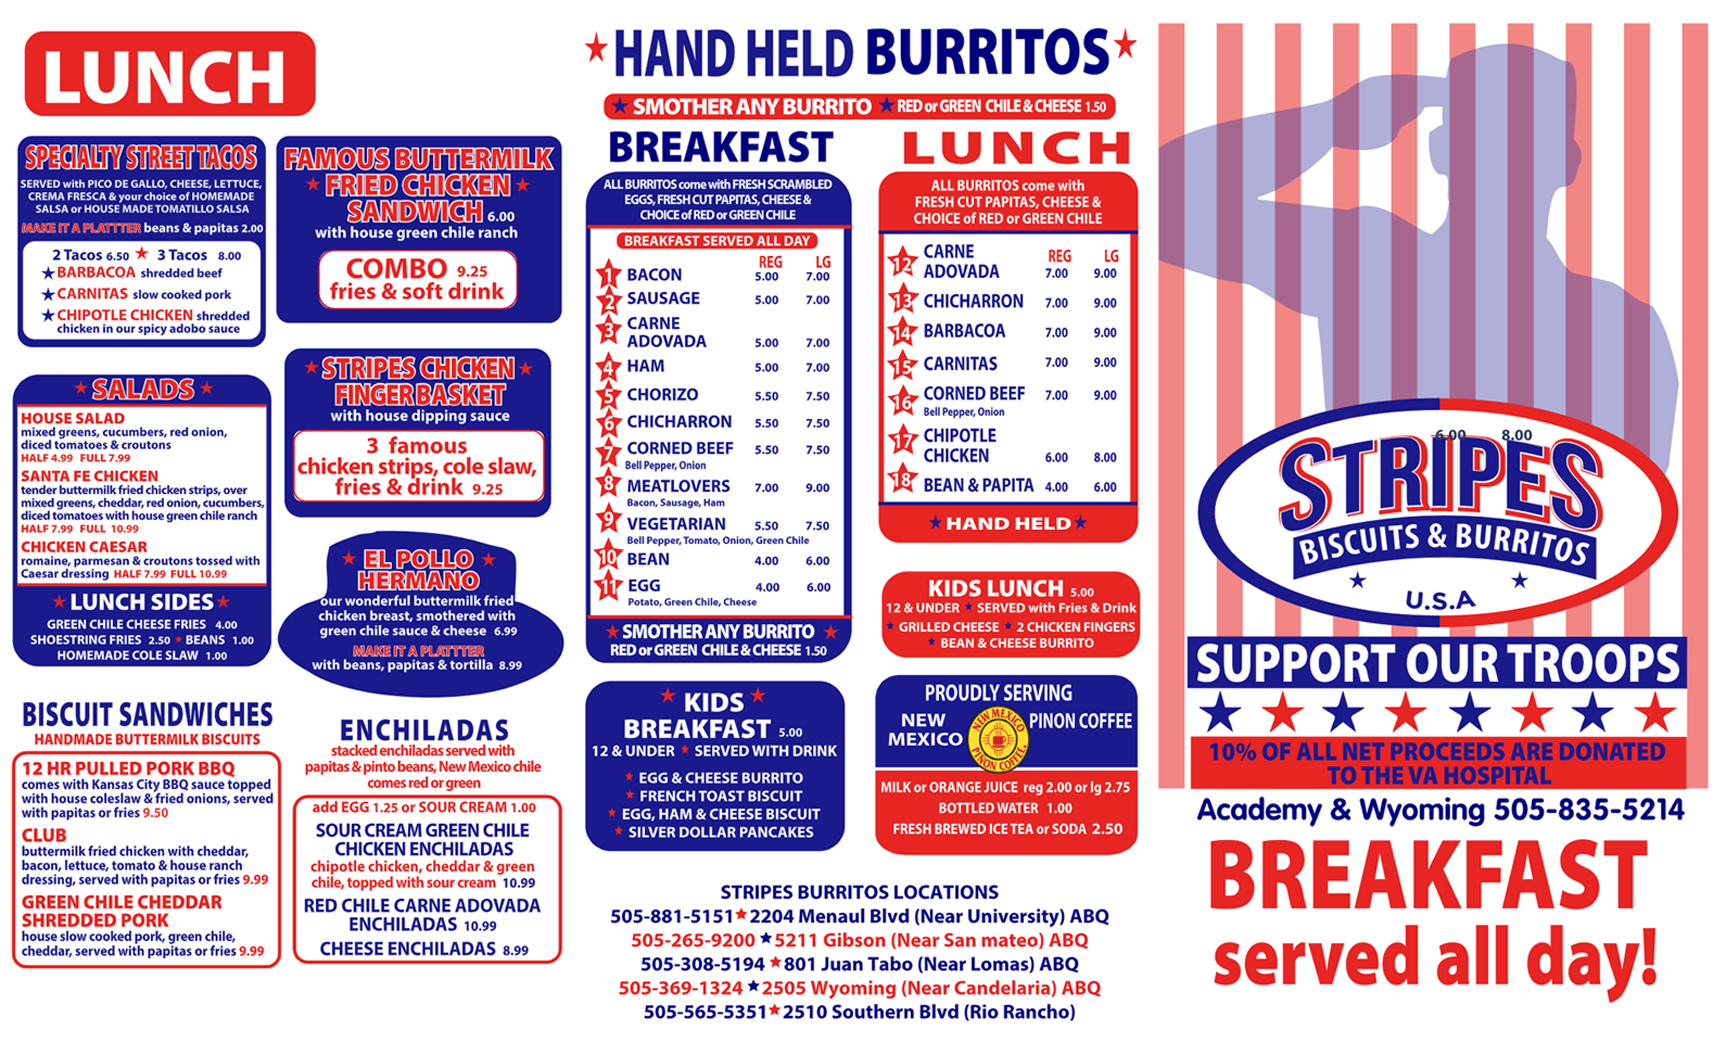 LUNCH
SPECIALTY STREET TACOS
SERVED with PICO DE GALLO, CHEESE, LETTUCE,
CREMA FRESCA & your choice of HOMEMADE
SALSA or HOUSE MADE TOMATILLO SALSA
MAKE IT A PLATTTER beans & papitas 2.00
2 Tacos 6.50 ★ 3 Tacos 8.00
★ BARBACOA shredded beef
★ CARNITAS slow cooked pork
★ CHIPOTLE CHICKEN shredded
chicken in our spicy adobo sauce
★ SALADS ★
HOUSE SALAD
mixed greens, cucumbers, red onion,
diced tomatoes & croutons
HALF 4.99 FULL 7.99
SANTA FE CHICKEN
tender buttermilk fried chicken strips, over
mixed greens, cheddar, red onion, cucumbers,
diced tomatoes with house green chile ranch
HALF 7.99 FULL 10.99
CHICKEN CAESAR
romaine, parmesan & croutons tossed with
Caesar dressing HALF 7.99 FULL 10.99
★ LUNCH SIDES ★
GREEN CHILE CHEESE FRIES 4.00
SHOESTRING FRIES 2.50 ★ BEANS 1.00
HOMEMADE COLE SLAW 1.00
BISCUIT SANDWICHES
HANDMADE BUTTERMILK BISCUITS
12 HR PULLED PORK BBQ
comes with Kansas City BBQ sauce topped
with house coleslaw & fried onions, served
with papitas or fries 9.50
CLUB
buttermilk fried chicken with cheddar,
bacon, lettuce, tomato & house ranch
dressing, served with papitas or fries 9.99
GREEN CHILE CHEDDAR
SHREDDED PORK
house slow cooked pork, green chile,
cheddar, served with papitas or fries 9.99
FAMOUS BUTTERMILK
★ FRIED CHICKEN ★
SANDWICH 6.00
with house green chile ranch
COMBO 9.25
fries & soft drink
★ STRIPES CHICKEN ★
FINGER BASKET
with house dipping sauce
3 famous
chicken strips, cole slaw,
fries & drink 9.25
★ EL POLLO ★
HERMANO
our wonderful buttermilk fried
chicken breast, smothered with
green chile sauce & cheese 6.99
MAKE IT A PLATTTER
with beans, papitas & tortilla 8.99
ENCHILADAS
stacked enchiladas served with
papitas & pinto beans, New Mexico chile
comes red or green
add EGG 1.25 or SOUR CREAM 1.00
SOUR CREAM GREEN CHILE
CHICKEN ENCHILADAS
chipotle chicken, cheddar & green
chile, topped with sour cream 10.99
RED CHILE CARNE ADOVADA
ENCHILADAS 10.99
CHEESE ENCHILADAS 8.99
★ HAND HELD BURRITOS ★
★ SMOTHER ANY BURRITO ★ RED or GREEN CHILE & CHEESE 1.50
BREAKFAST
ALL BURRITOS come with FRESH SCRAMBLED
EGGS, FRESH CUT PAPITAS, CHEESE &
CHOICE of RED or GREEN CHILE
BREAKFAST SERVED ALL DAY
REG LG
1 BACON 5.00 7.00
2 SAUSAGE 5.00 7.00
3 CARNE
ADOVADA 5.00 7.00
4 HAM 5.00 7.00
5 CHORIZO 5.50 7.50
6 CHICHARRON 5.50 7.50
7 CORNED BEEF 5.50 7.50
Bell Pepper, Onion
8 MEATLOVERS 7.00 9.00
Bacon, Sausage, Ham
9 VEGETARIAN 5.50 7.50
Bell Pepper, Tomato, Onion, Green Chile
10 BEAN 4.00 6.00
11 EGG 4.00 6.00
Potato, Green Chile, Cheese
★ SMOTHER ANY BURRITO ★
RED or GREEN CHILE & CHEESE 1.50
★ KIDS ★
BREAKFAST 5.00
12 & UNDER ★ SERVED WITH DRINK
★ EGG & CHEESE BURRITO
★ FRENCH TOAST BISCUIT
★ EGG, HAM & CHEESE BISCUIT
★ SILVER DOLLAR PANCAKES
LUNCH
ALL BURRITOS come with
FRESH CUT PAPITAS, CHEESE &
CHOICE of RED or GREEN CHILE
REG LG
12 CARNE
ADOVADA 7.00 9.00
13 CHICHARRON 7.00 9.00
14 BARBACOA 7.00 9.00
15 CARNITAS 7.00 9.00
16 CORNED BEEF 7.00 9.00
Bell Pepper, Onion
17 CHIPOTLE
CHICKEN 6.00 8.00
18 BEAN & PAPITA 4.00 6.00
★ HAND HELD ★
KIDS LUNCH 5.00
12 & UNDER ★ SERVED with Fries & Drink
★ GRILLED CHEESE ★ 2 CHICKEN FINGERS
★ BEAN & CHEESE BURRITO
PROUDLY SERVING
NEW
MEXICO
NEW MEXICO
PINON COFFEE.
PINON COFFEE
MILK or ORANGE JUICE reg 2.00 or lg 2.75
BOTTLED WATER 1.00
FRESH BREWED ICE TEA or SODA 2.50
STRIPES BURRITOS LOCATIONS
505-881-5151 ★ 2204 Menaul Blvd (Near University) ABQ
505-265-9200 ★ 5211 Gibson (Near San mateo) ABQ
505-308-5194 ★ 801 Juan Tabo (Near Lomas) ABQ
505-369-1324 ★ 2505 Wyoming (Near Candelaria) ABQ
505-565-5351 ★ 2510 Southern Blvd (Rio Rancho)
6.00 8.00
STRIPES
BISCUITS & BURRITOS
U.S.A
SUPPORT OUR TROOPS
10% OF ALL NET PROCEEDS ARE DONATED
TO THE VA HOSPITAL
Academy & Wyoming 505-835-5214
BREAKFAST
served all day!